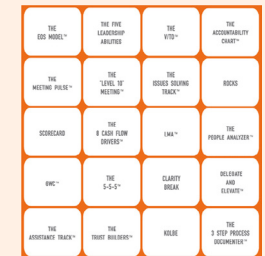 THE
EOS MODEL™
THE FIVE
LEADERSHIP
ABILITIES
THE
V/TO™
THE
ACCOUNTABILITY
CHART™
THE
MEETING PULSE™
THE
"LEVEL 10"
MEETING™
THE
ISSUES SOLVING
TRACK™
ROCKS
SCORECARD
THE
8 CASH FLOW
DRIVERS™
LMA™
THE
PEOPLE ANALYZER™
GWC™
THE
5-5-5™
CLARITY
BREAK
DELEGATE
AND
ELEVATE™
THE
ASSISTANCE TRACK™
THE
TRUST BUILDERS™
KOLBE
THE
3 STEP PROCESS
DOCUMENTER™